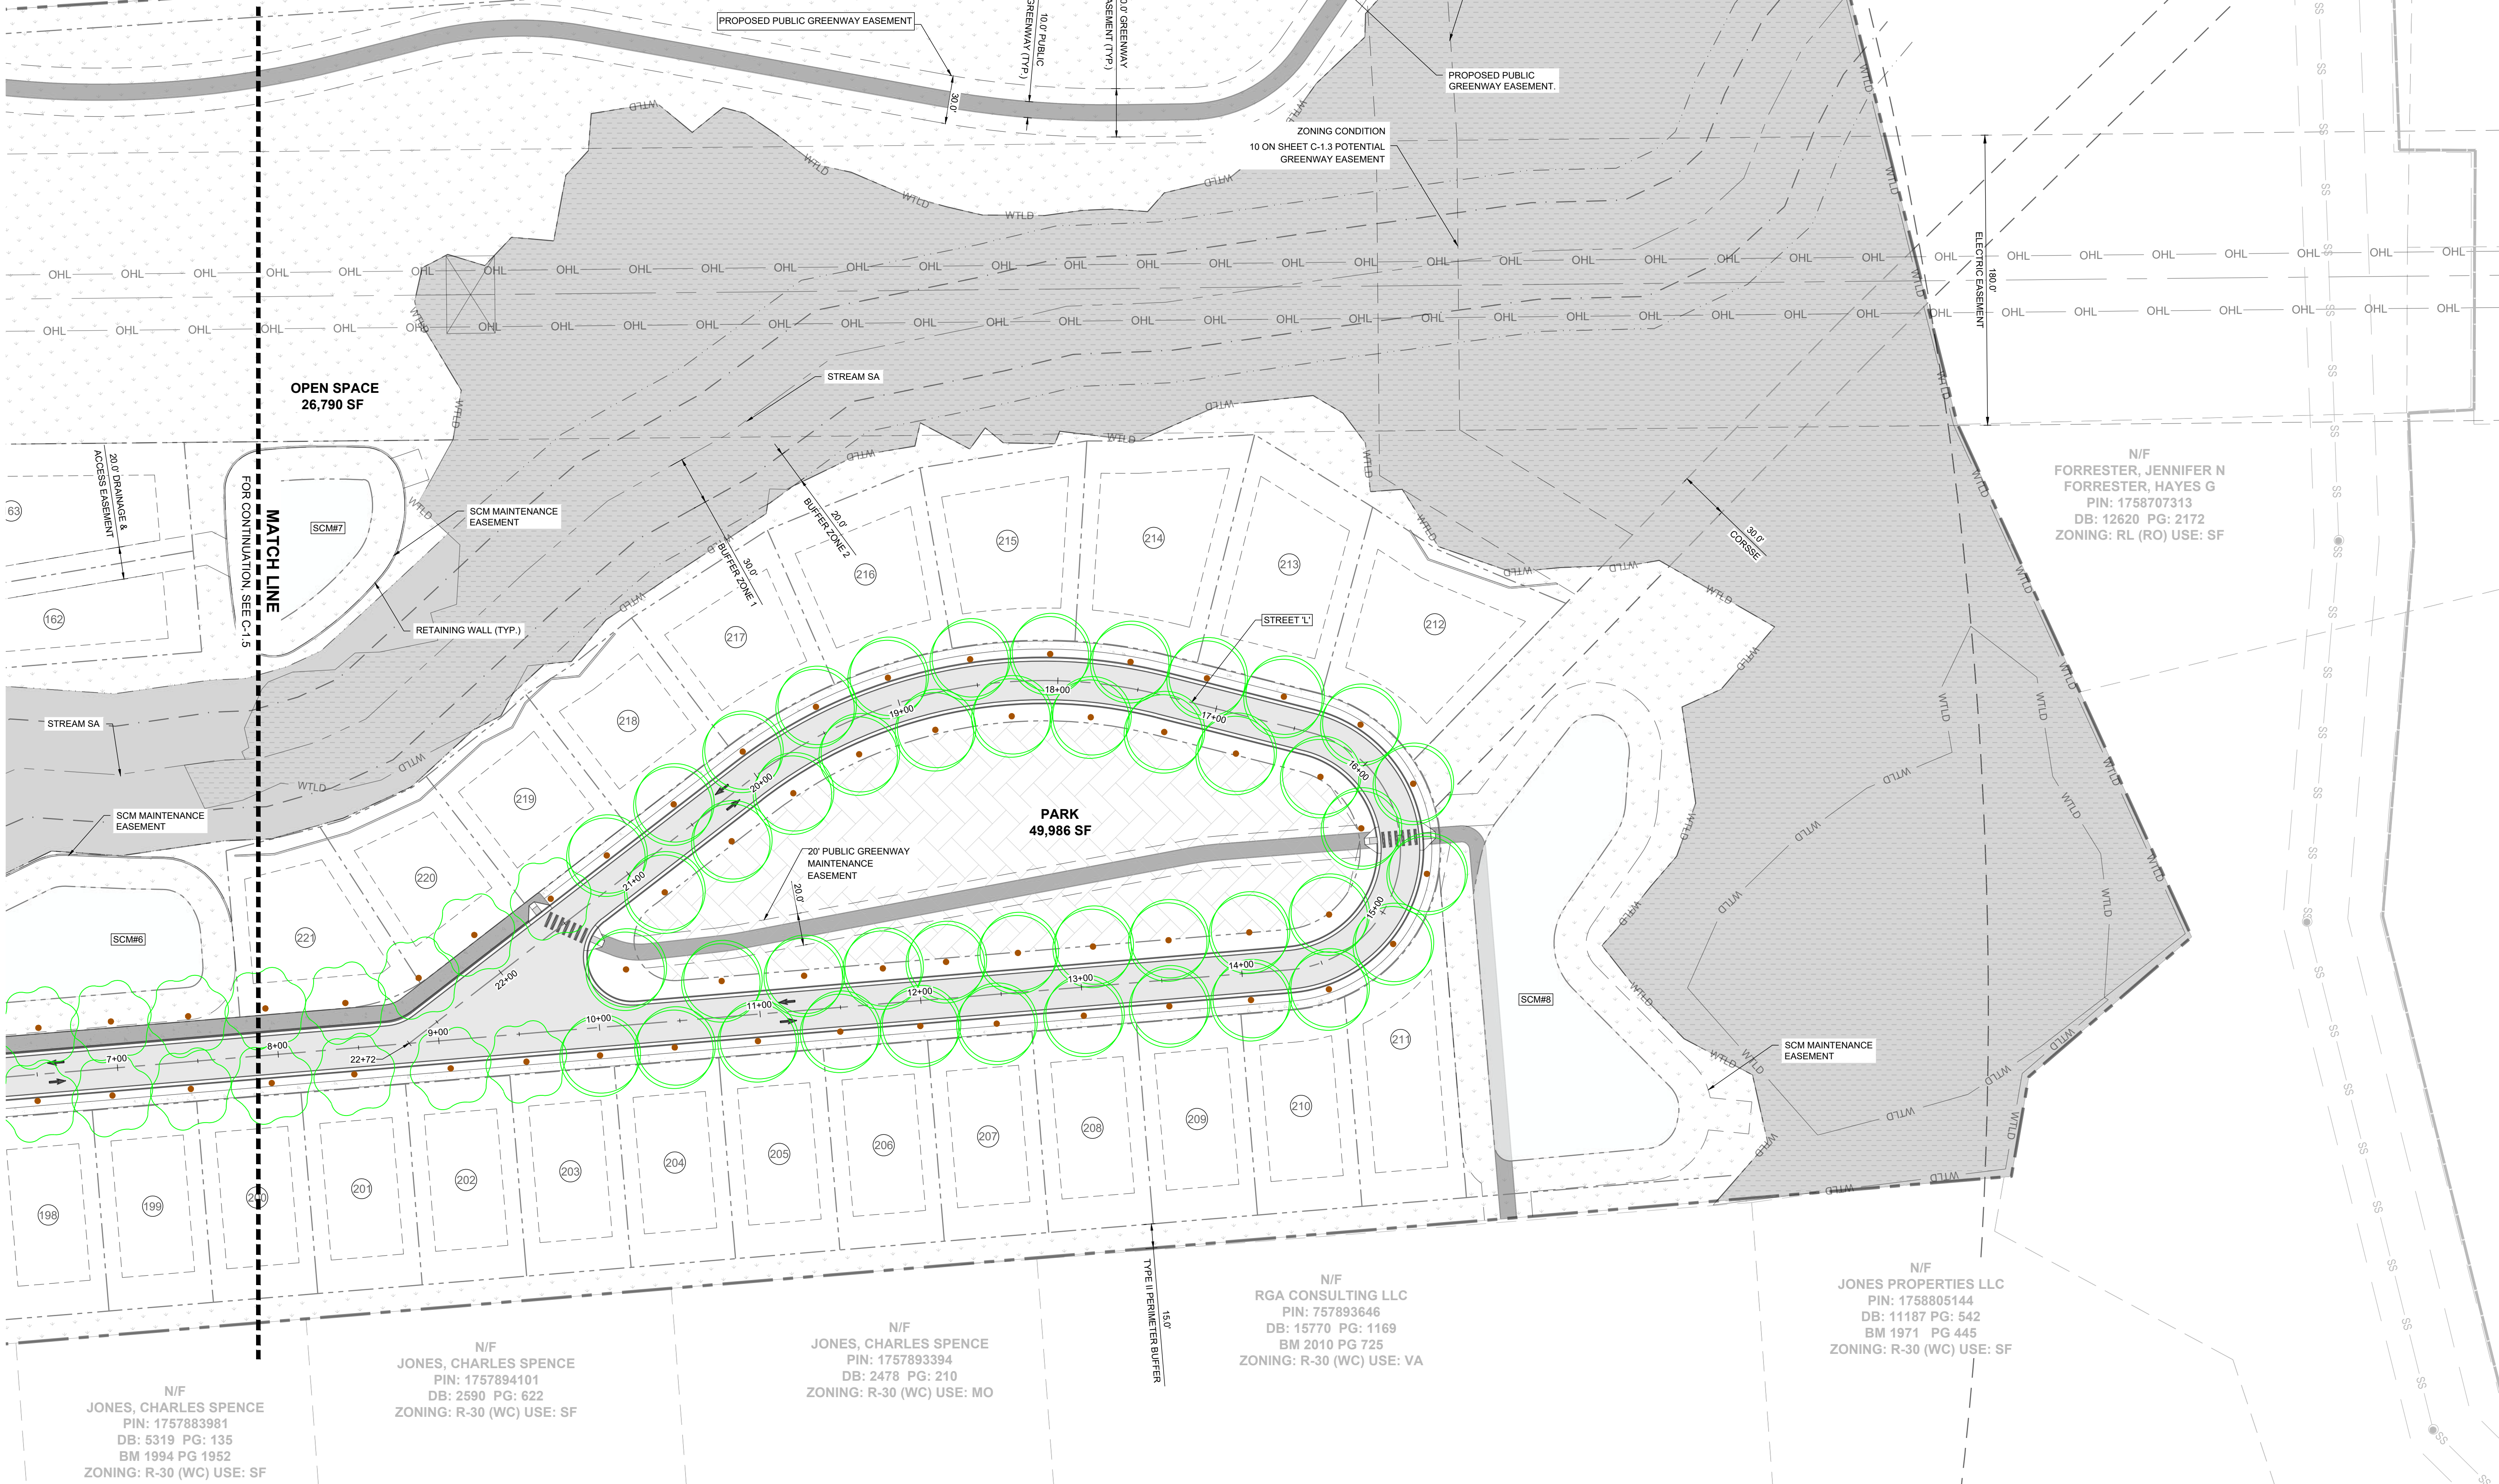 PROPOSED PUBLIC GREENWAY EASEMENT
30.0'
10.0' PUBLIC
GREENWAY (TYP.)
0.0' GREENWAY
ASEMENT (TYP.)
PROPOSED PUBLIC
GREENWAY EASEMENT.
ZONING CONDITION
10 ON SHEET C-1.3 POTENTIAL
GREENWAY EASEMENT
180.0'
ELECTRIC EASEMENT
OHL
WTLD
SS
OPEN SPACE
26,790 SF
STREAM SA
20.0' DRAINAGE &
ACCESS EASEMENT
63
162
SCM#7
MATCH LINE
FOR CONTINUATION, SEE C-1.5
SCM MAINTENANCE
EASEMENT
RETAINING WALL (TYP.)
30.0'
BUFFER ZONE 1
20.0'
BUFFER ZONE 2
30.0'
CORSSE
N/F
FORRESTER, JENNIFER N
FORRESTER, HAYES G
PIN: 1758707313
DB: 12620 PG: 2172
ZONING: RL (RO) USE: SF
215
214
213
216
217
212
218
219
220
221
STREET 'L'
STREAM SA
SCM MAINTENANCE
EASEMENT
SCM#6
18+00
19+00
17+00
20+00
16+00
21+00
15+00
22+00
14+00
13+00
12+00
11+00
10+00
9+00
8+00
7+00
22+72
PARK
49,986 SF
20' PUBLIC GREENWAY
MAINTENANCE
EASEMENT
20.0'
SCM#8
SCM MAINTENANCE
EASEMENT
198
199
200
201
202
203
204
205
206
207
208
209
210
211
15.0'
TYPE II PERIMETER BUFFER
N/F
JONES, CHARLES SPENCE
PIN: 1757883981
DB: 5319 PG: 135
BM 1994 PG 1952
ZONING: R-30 (WC) USE: SF
N/F
JONES, CHARLES SPENCE
PIN: 1757894101
DB: 2590 PG: 622
ZONING: R-30 (WC) USE: SF
N/F
JONES, CHARLES SPENCE
PIN: 1757893394
DB: 2478 PG: 210
ZONING: R-30 (WC) USE: MO
N/F
RGA CONSULTING LLC
PIN: 757893646
DB: 15770 PG: 1169
BM 2010 PG 725
ZONING: R-30 (WC) USE: VA
N/F
JONES PROPERTIES LLC
PIN: 1758805144
DB: 11187 PG: 542
BM 1971 PG 445
ZONING: R-30 (WC) USE: SF